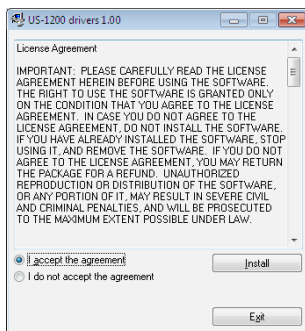 US-1200 drivers 1.00
License Agreement
IMPORTANT: PLEASE CAREFULLY READ THE LICENSE
AGREEMENT HEREIN BEFORE USING THE SOFTWARE.
THE RIGHT TO USE THE SOFTWARE IS GRANTED ONLY
ON THE CONDITION THAT YOU AGREE TO THE LICENSE
AGREEMENT. IN CASE YOU DO NOT AGREE TO THE
LICENSE AGREEMENT, DO NOT INSTALL THE SOFTWARE.
IF YOU HAVE ALREADY INSTALLED THE SOFTWARE, STOP
USING IT, AND REMOVE THE SOFTWARE. IF YOU DO NOT
AGREE TO THE LICENSE AGREEMENT, YOU MAY RETURN
THE PACKAGE FOR A REFUND. UNAUTHORIZED
REPRODUCTION OR DISTRIBUTION OF THE SOFTWARE,
OR ANY PORTION OF IT, MAY RESULT IN SEVERE CIVIL
AND CRIMINAL PENALTIES, AND WILL BE PROSECUTED
TO THE MAXIMUM EXTENT POSSIBLE UNDER LAW.
I accept the agreement
Install
I do not accept the agreement
Exit